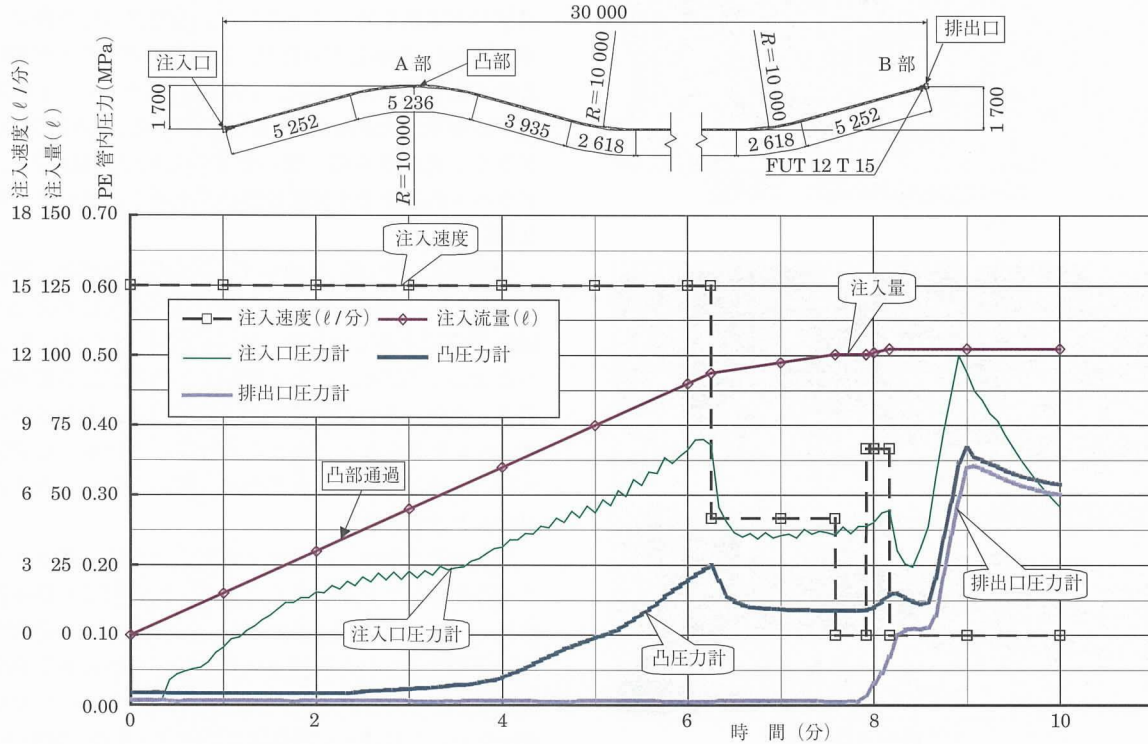 30 000
注入口
A 部
凸部
R=10 000
R=10 000
B 部
排出口
1 700
5 252
5 236
3 935
2 618
2 618
5 252
1 700
R=10 000
FUT 12 T 15
注入速度(ℓ/分)
注入量(ℓ)
PE 管内圧力(MPa)
18 150 0.70
15 125 0.60
12 100 0.50
9 75 0.40
6 50 0.30
3 25 0.20
0 0 0.10
0.00
注入速度
注入量
注入速度(ℓ/分)
注入流量(ℓ)
注入口圧力計
凸圧力計
排出口圧力計
凸部通過
注入口圧力計
凸圧力計
排出口圧力計
0 2 4 6 8 10
時 間 (分)